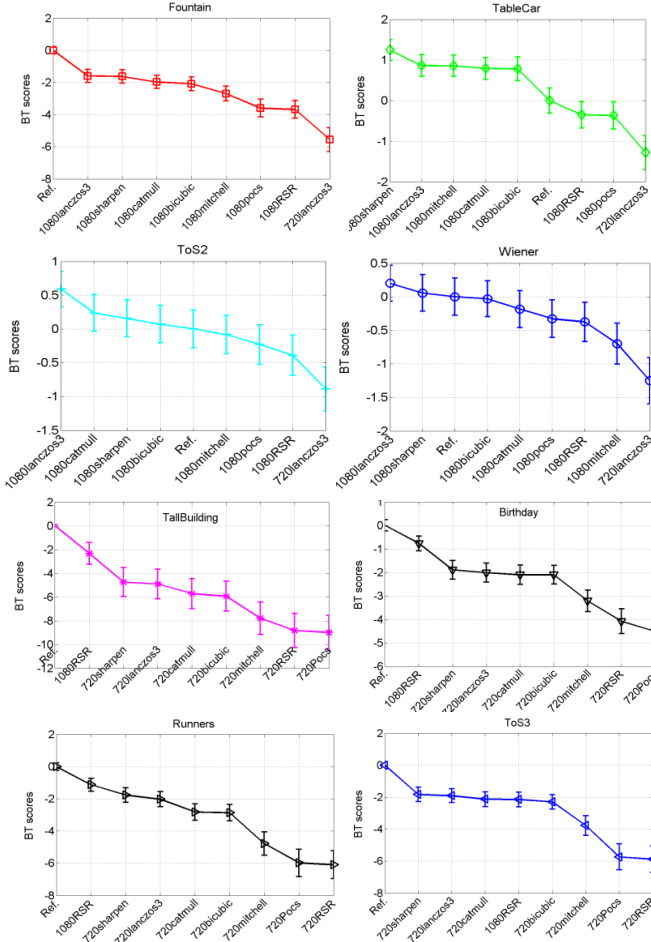 Fountain
BT scores
2
0
-2
-4
-6
-8
Ref.
1080lanczos3
1080sharpen
1080catmull
1080bicubic
1080mitchell
1080pocs
1080RSR
720lanczos3
TableCar
BT scores
2
1
0
-1
-2
1080sharpen
1080lanczos3
1080mitchell
1080catmull
1080bicubic
Ref.
1080RSR
1080pocs
720lanczos3
ToS2
BT scores
1
0.5
0
-0.5
-1
-1.5
1080lanczos3
1080catmull
1080sharpen
1080bicubic
Ref.
1080mitchell
1080pocs
1080RSR
720lanczos3
Wiener
BT scores
0.5
0
-0.5
-1
-1.5
-2
1080lanczos3
1080sharpen
Ref.
1080bicubic
1080catmull
1080pocs
1080RSR
1080mitchell
720lanczos3
TallBuilding
BT scores
2
0
-2
-4
-6
-8
-10
-12
Ref.
1080RSR
720sharpen
720lanczos3
720catmull
720bicubic
720mitchell
720RSR
720Pocs
Birthday
BT scores
1
0
-1
-2
-3
-4
-5
-6
Ref.
1080RSR
720sharpen
720lanczos3
720catmull
720bicubic
720mitchell
720RSR
720Pocs
Runners
BT scores
2
0
-2
-4
-6
-8
Ref.
1080RSR
720sharpen
720lanczos3
720catmull
720bicubic
720mitchell
720Pocs
720RSR
ToS3
BT scores
2
0
-2
-4
-6
-8
Ref.
720sharpen
720lanczos3
720catmull
1080RSR
720bicubic
720mitchell
720Pocs
720RSR